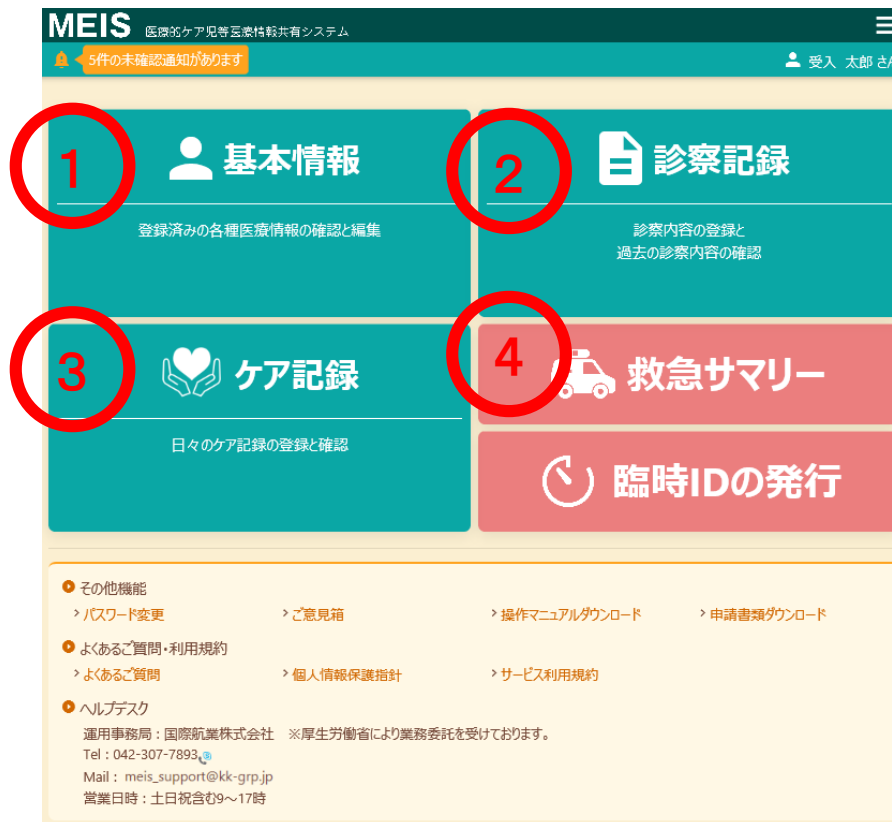 MEIS 医療的ケア児等医療情報共有システム
5件の未確認通知があります
受入 太郎 さん
1 基本情報
登録済みの各種医療情報の確認と編集
2 診察記録
診察内容の登録と
過去の診察内容の確認
3 ケア記録
日々のケア記録の登録と確認
4 救急サマリー
臨時IDの発行
その他機能
パスワード変更 ご意見箱 操作マニュアルダウンロード 申請書類ダウンロード
よくあるご質問・利用規約
よくあるご質問 個人情報保護指針 サービス利用規約
ヘルプデスク
運用事務局：国際航業株式会社 ※厚生労働省により業務委託を受けております。
Tel：042-307-7893
Mail： meis_support@kk-grp.jp
営業日時：土日祝含む9～17時